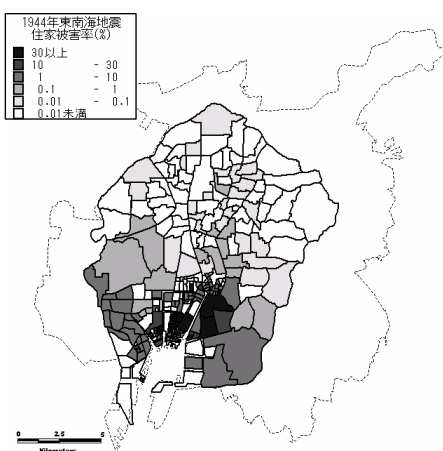 1944年東南海地震
住家被害率(%)
30以上
10 - 30
1 - 10
0.1 - 1
0.01 - 0.1
0.01未満
0 2.5 5
Kilometers